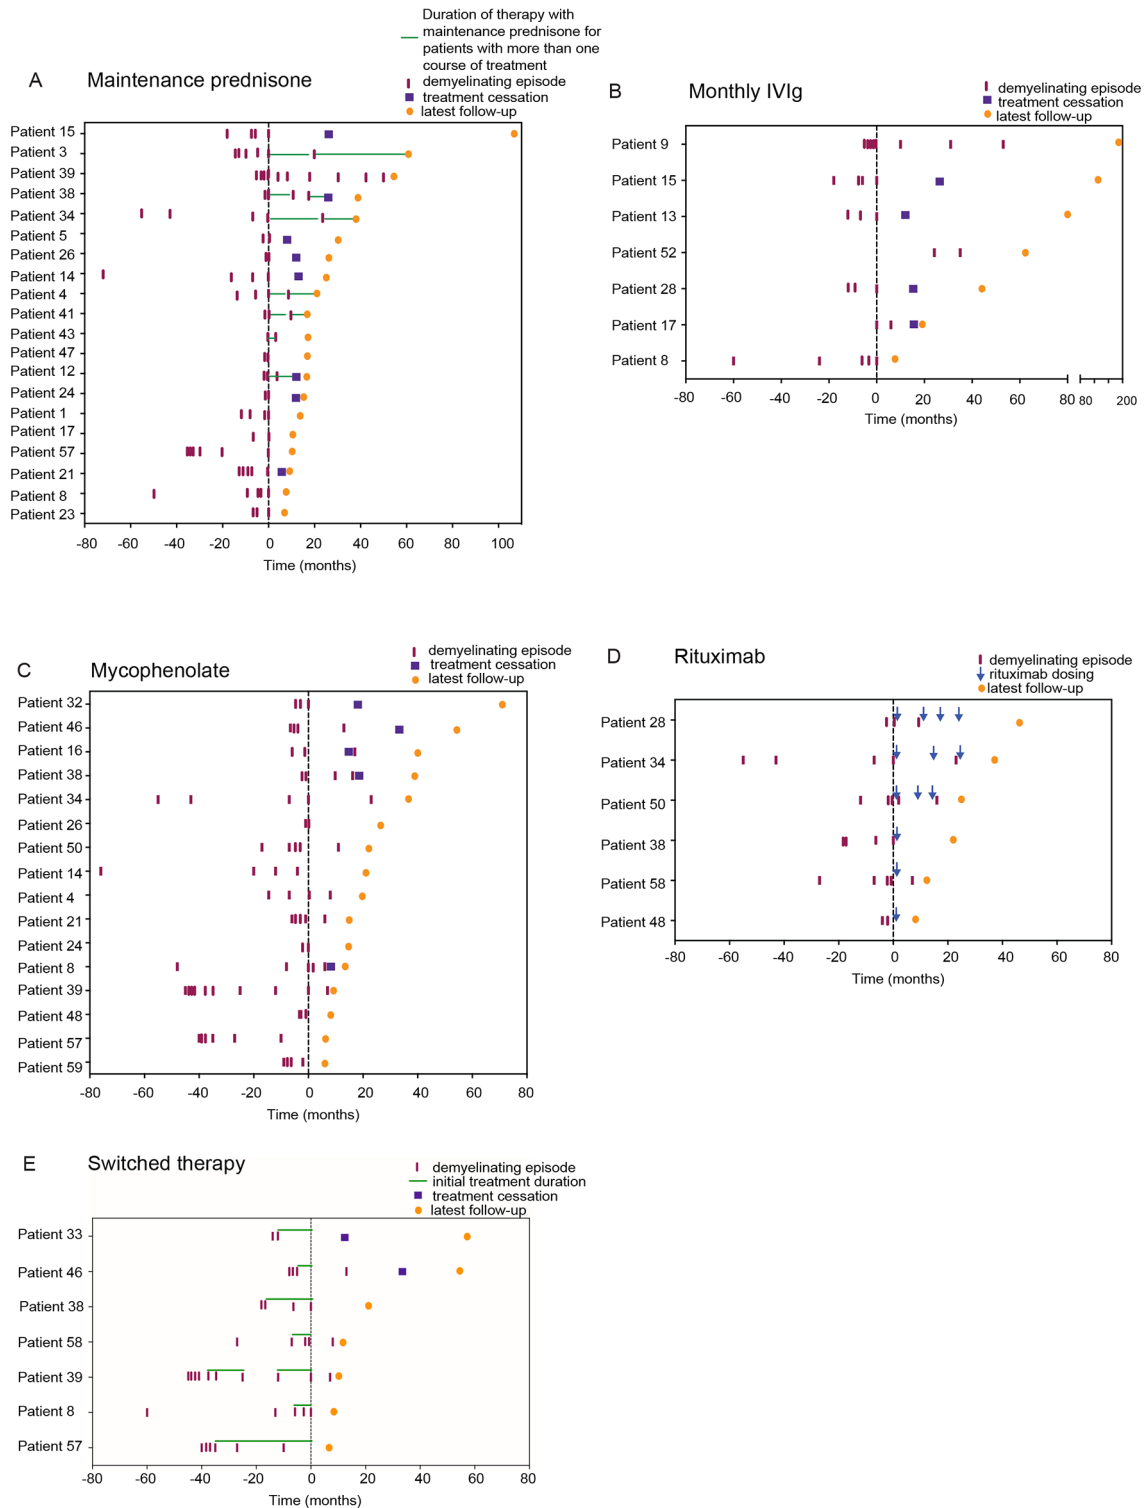 Duration of therapy with
maintenance prednisone for
patients with more than one
course of treatment
A Maintenance prednisone
demyelinating episode
treatment cessation
latest follow-up
Patient 15
Patient 3
Patient 39
Patient 38
Patient 34
Patient 5
Patient 26
Patient 14
Patient 4
Patient 41
Patient 43
Patient 47
Patient 12
Patient 24
Patient 1
Patient 17
Patient 57
Patient 21
Patient 8
Patient 23
-80 -60 -40 -20 0 20 40 60 80 100
Time (months)
B Monthly IVIg
demyelinating episode
treatment cessation
latest follow-up
Patient 9
Patient 15
Patient 13
Patient 52
Patient 28
Patient 17
Patient 8
-80 -60 -40 -20 0 20 40 60 80 80 200
Time (months)
C Mycophenolate
demyelinating episode
treatment cessation
latest follow-up
Patient 32
Patient 46
Patient 16
Patient 38
Patient 34
Patient 26
Patient 50
Patient 14
Patient 4
Patient 21
Patient 24
Patient 8
Patient 39
Patient 48
Patient 57
Patient 59
-80 -60 -40 -20 0 20 40 60 80
Time (months)
D Rituximab
demyelinating episode
rituximab dosing
latest follow-up
Patient 28
Patient 34
Patient 50
Patient 38
Patient 58
Patient 48
-80 -60 -40 -20 0 20 40 60 80
Time (months)
E Switched therapy
demyelinating episode
initial treatment duration
treatment cessation
latest follow-up
Patient 33
Patient 46
Patient 38
Patient 58
Patient 39
Patient 8
Patient 57
-80 -60 -40 -20 0 20 40 60 80
Time (months)